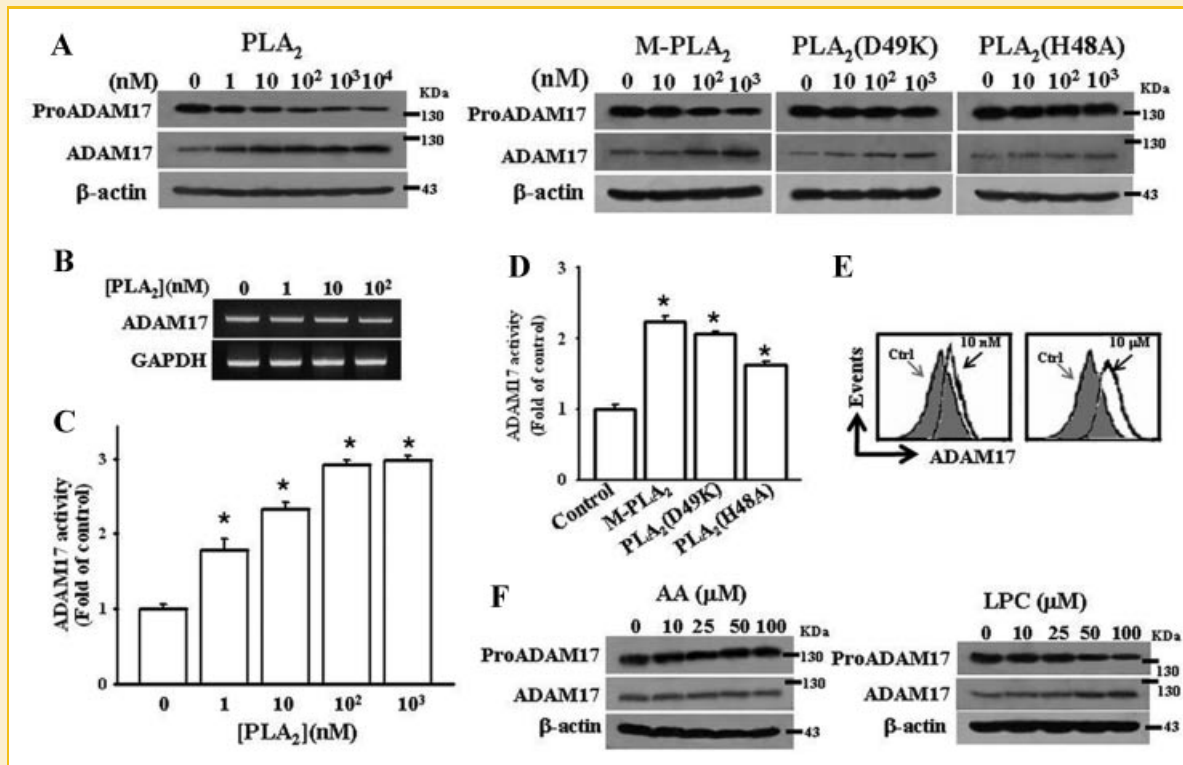 A
PLA₂
(nM) 0 1 10 10² 10³ 10⁴ KDa
ProADAM17 130
ADAM17 130
β-actin 43
M-PLA₂ PLA₂(D49K) PLA₂(H48A)
(nM) 0 10 10² 10³ 0 10 10² 10³ 0 10 10² 10³ KDa
ProADAM17 130
ADAM17 130
β-actin 43
B
[PLA₂](nM) 0 1 10 10²
ADAM17
GAPDH
C
ADAM17 activity
(Fold of control)
3
2
1
0
* * * *
0 1 10 10² 10³
[PLA₂](nM)
D
ADAM17 activity
(Fold of control)
3
2
1
0
* * *
Control M-PLA₂ PLA₂(D49K) PLA₂(H48A)
E
Events
Ctrl 10 nM
Ctrl 10 μM
ADAM17
F
AA (μM)
0 10 25 50 100 KDa
ProADAM17 130
ADAM17 130
β-actin 43
LPC (μM)
0 10 25 50 100 KDa
ProADAM17 130
ADAM17 130
β-actin 43